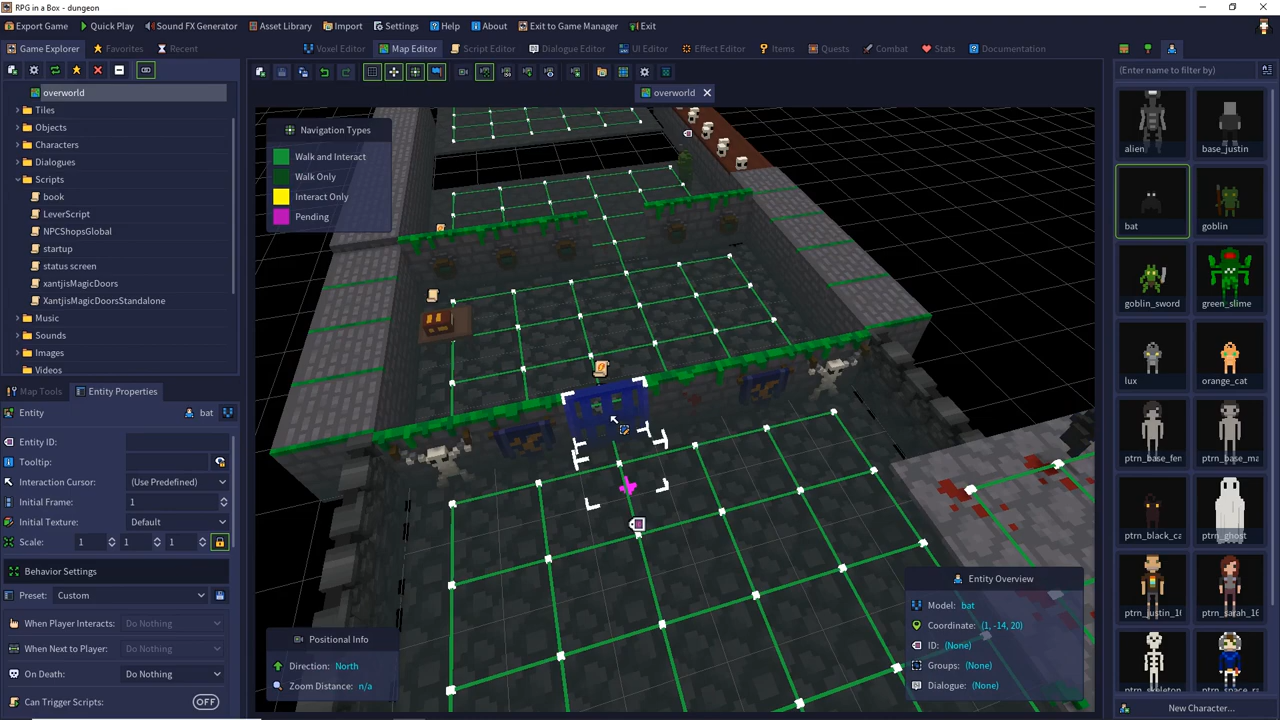 RPG in a Box - dungeon
Export Game Quick Play Sound FX Generator Asset Library Import Settings Help About Exit to Game Manager Exit
Game Explorer Favorites Recent Voxel Editor Map Editor Script Editor Dialogue Editor UI Editor Effect Editor Items Quests Combat Stats Documentation
(Enter name to filter by)
overworld
overworld
Tiles
Objects
Characters
Dialogues
Scripts
book
LeverScript
NPCShopsGlobal
startup
status screen
xantjisMagicDoors
XantjisMagicDoorsStandalone
Music
Sounds
Images
Videos
Map Tools Entity Properties
Entity bat
Entity ID:
Tooltip:
Interaction Cursor: (Use Predefined)
Initial Frame: 1
Initial Texture: Default
Scale: 1 1 1
Behavior Settings
Preset: Custom
When Player Interacts: Do Nothing
When Next to Player: Do Nothing
On Death: Do Nothing
Can Trigger Scripts: OFF
Navigation Types
Walk and Interact
Walk Only
Interact Only
Pending
Positional Info
Direction: North
Zoom Distance: n/a
Entity Overview
Model: bat
Coordinate: (1, -14, 20)
ID: (None)
Groups: (None)
Dialogue: (None)
alien base_justin
bat goblin
goblin_sword green_slime
lux orange_cat
ptrn_base_fen ptrn_base_ma
ptrn_black_ca ptrn_ghost
ptrn_justin_16 ptrn_sarah_16
ptrn_skeleton ptrn_space_ra
New Character...